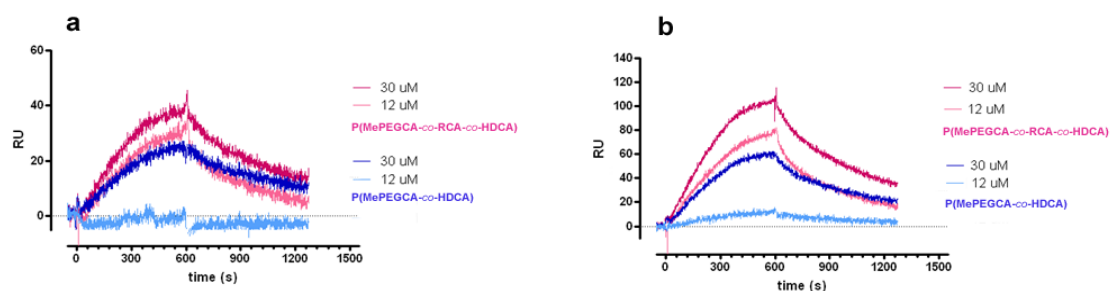 a
60
40
20
0
RU
0
300
600
900
1200
1500
time (s)
30 uM
12 uM
P(MePEGCA-co-RCA-co-HDCA)
30 uM
12 uM
P(MePEGCA-co-HDCA)
b
140
120
100
80
60
40
20
0
RU
0
300
600
900
1200
1500
time (s)
30 uM
12 uM
P(MePEGCA-co-RCA-co-HDCA)
30 uM
12 uM
P(MePEGCA-co-HDCA)